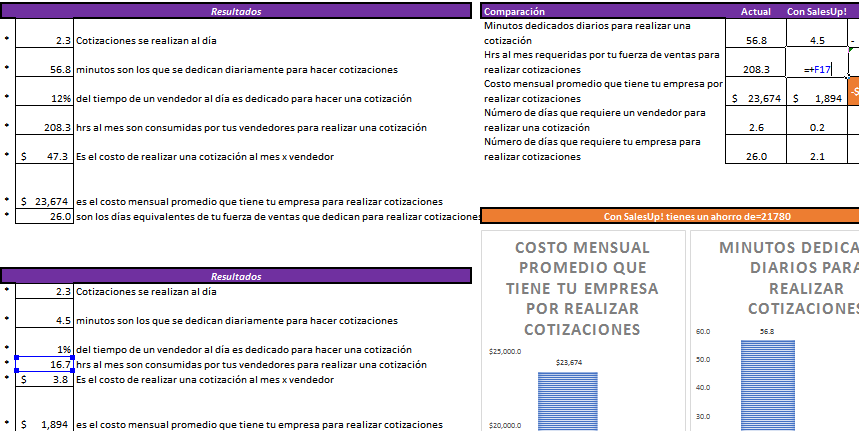 Resultados
* 2.3 Cotizaciones se realizan al día
* 56.8 minutos son los que se dedican diariamente para hacer cotizaciones
* 12% del tiempo de un vendedor al día es dedicado para hacer una cotización
* 208.3 hrs al mes son consumidas por tus vendedores para realizar una cotización
* $ 47.3 Es el costo de realizar una cotización al mes x vendedor
* $ 23,674 es el costo mensual promedio que tiene tu empresa para realizar cotizaciones
* 26.0 son los días equivalentes de tu fuerza de ventas que dedican para realizar cotizaciones
Resultados
* 2.3 Cotizaciones se realizan al día
* 4.5 minutos son los que se dedican diariamente para hacer cotizaciones
* 1% del tiempo de un vendedor al día es dedicado para hacer una cotización
* 16.7 hrs al mes son consumidas por tus vendedores para realizar una cotización
* $ 3.8 Es el costo de realizar una cotización al mes x vendedor
* $ 1,894 es el costo mensual promedio que tiene tu empresa para realizar cotizaciones
Comparación Actual Con SalesUp!
Minutos dedicados diarios para realizar una
cotización 56.8 4.5 -
Hrs al mes requeridas por tu fuerza de ventas para
realizar cotizaciones 208.3 =+F17
Costo mensual promedio que tiene tu empresa por
realizar cotizaciones $ 23,674 $ 1,894 -$
Número de días que requiere un vendedor para
realizar una cotización 2.6 0.2
Número de días que requiere tu empresa para
realizar cotizaciones 26.0 2.1
Con SalesUp! tienes un ahorro de=21780
COSTO MENSUAL
PROMEDIO QUE
TIENE TU EMPRESA
POR REALIZAR
COTIZACIONES
$25,000.0
$23,674
$20,000.0
MINUTOS DEDICA
DIARIOS PARA
REALIZAR
COTIZACIONES
60.0
56.8
50.0
40.0
30.0